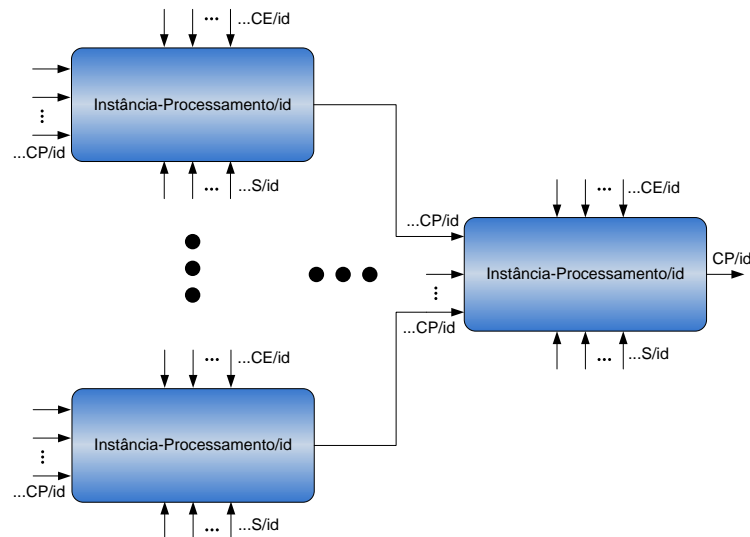 ...CE/id
Instância-Processamento/id
...CP/id
...S/id
...CE/id
...CP/id
Instância-Processamento/id
CP/id
...CP/id
...S/id
...CE/id
Instância-Processamento/id
...CP/id
...S/id